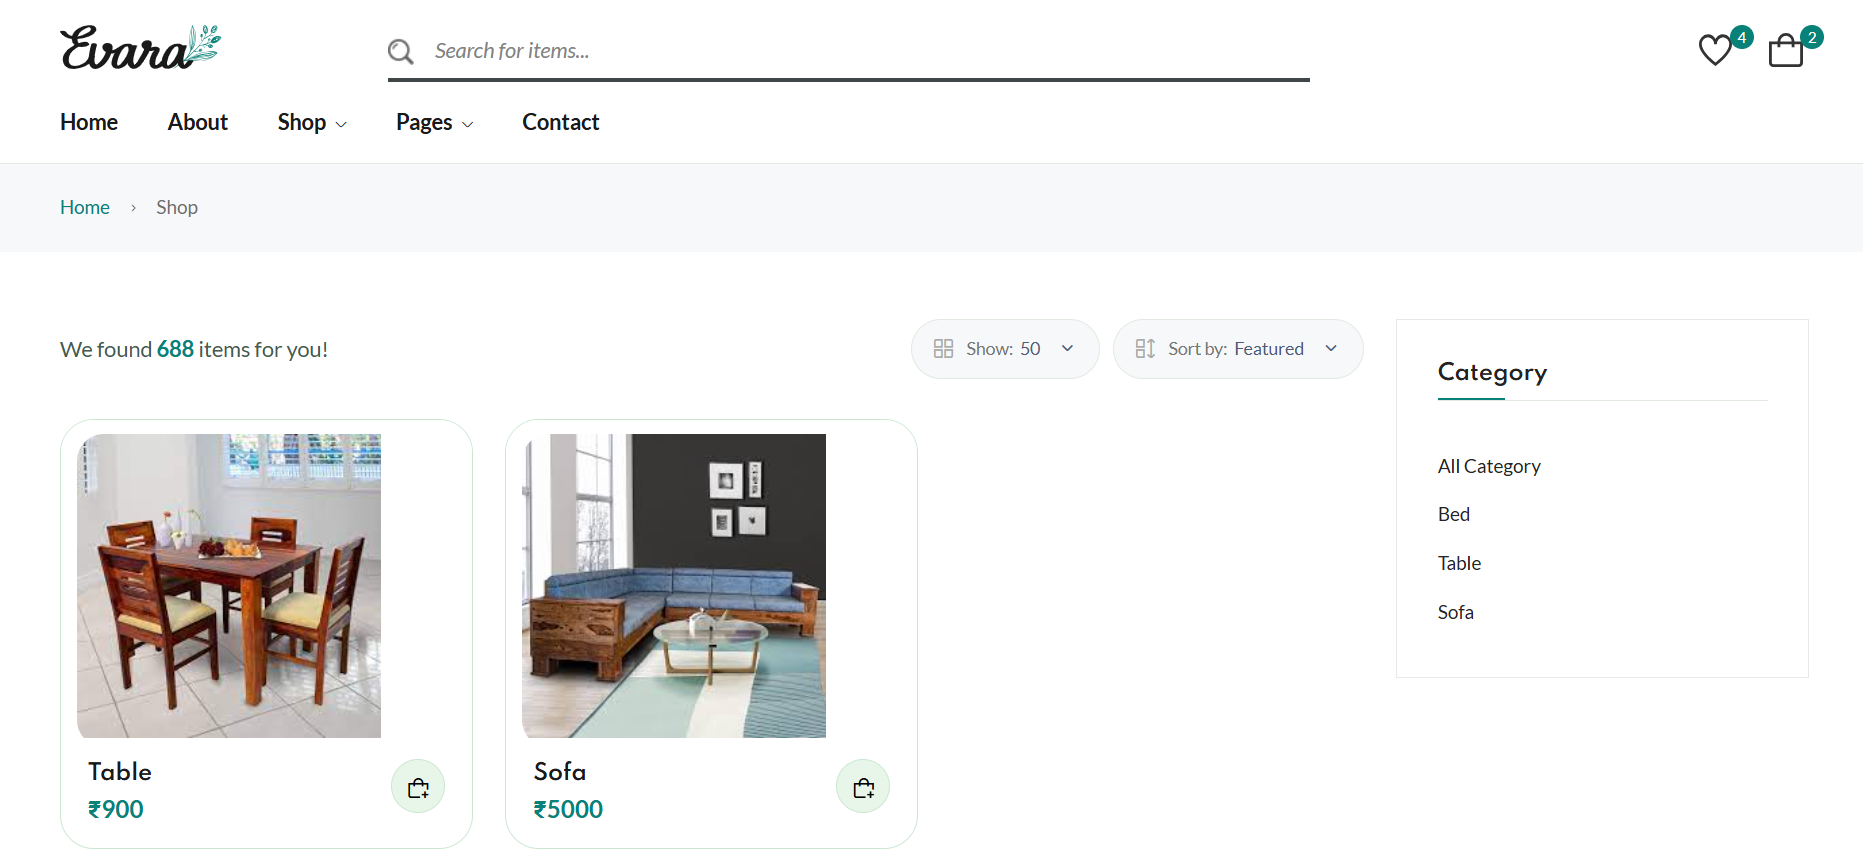 Evara
Search for items...
4
2
Home About Shop Pages Contact
Home › Shop
We found 688 items for you!
Show: 50
Sort by: Featured
Category
All Category
Bed
Table
Sofa
Table
₹900
Sofa
₹5000